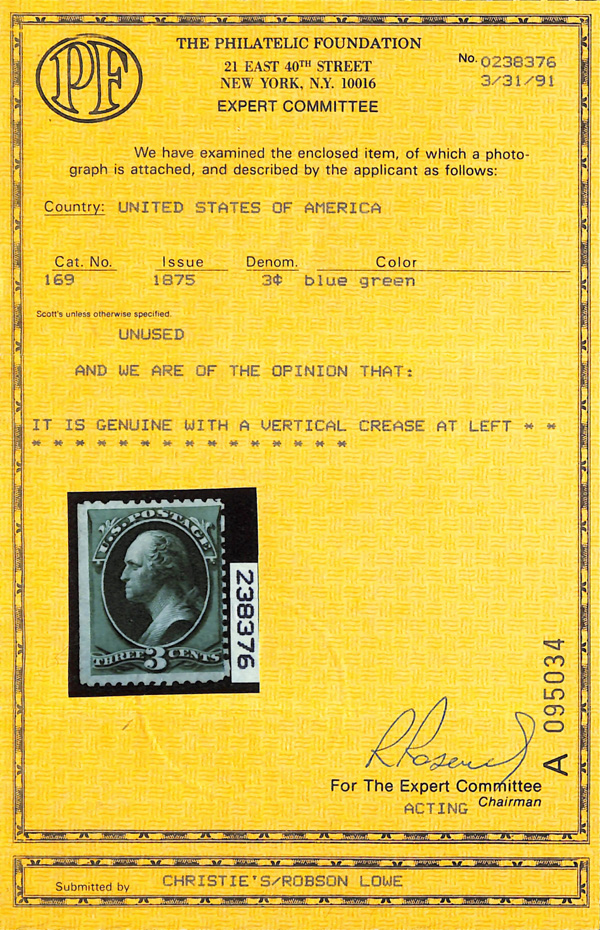 PF
THE PHILATELIC FOUNDATION
21 EAST 40TH STREET
NEW YORK, N.Y. 10016
EXPERT COMMITTEE
No. 0238376
3/31/91
We have examined the enclosed item, of which a photo-
graph is attached, and described by the applicant as follows:
Country: UNITED STATES OF AMERICA
Cat. No. Issue Denom. Color
169 1875 3¢ blue green
Scott's unless otherwise specified.
UNUSED
AND WE ARE OF THE OPINION THAT:
IT IS GENUINE WITH A VERTICAL CREASE AT LEFT * *
* * * * * * * * * * * * * * *
U.S. POSTAGE
THREE 3 CENTS
238376
A 095034
For The Expert Committee
ACTING Chairman
Submitted by CHRISTIE'S/ROBSON LOWE